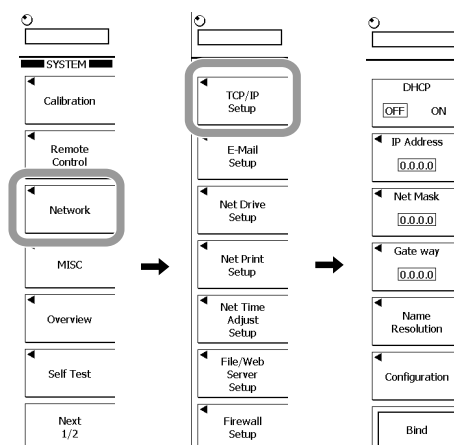 SYSTEM
Calibration
Remote
Control
Network
MISC
Overview
Self Test
Next
1/2
TCP/IP
Setup
E-Mail
Setup
Net Drive
Setup
Net Print
Setup
Net Time
Adjust
Setup
File/Web
Server
Setup
Firewall
Setup
DHCP
OFF ON
IP Address
0.0.0.0
Net Mask
0.0.0.0
Gate way
0.0.0.0
Name
Resolution
Configuration
Bind